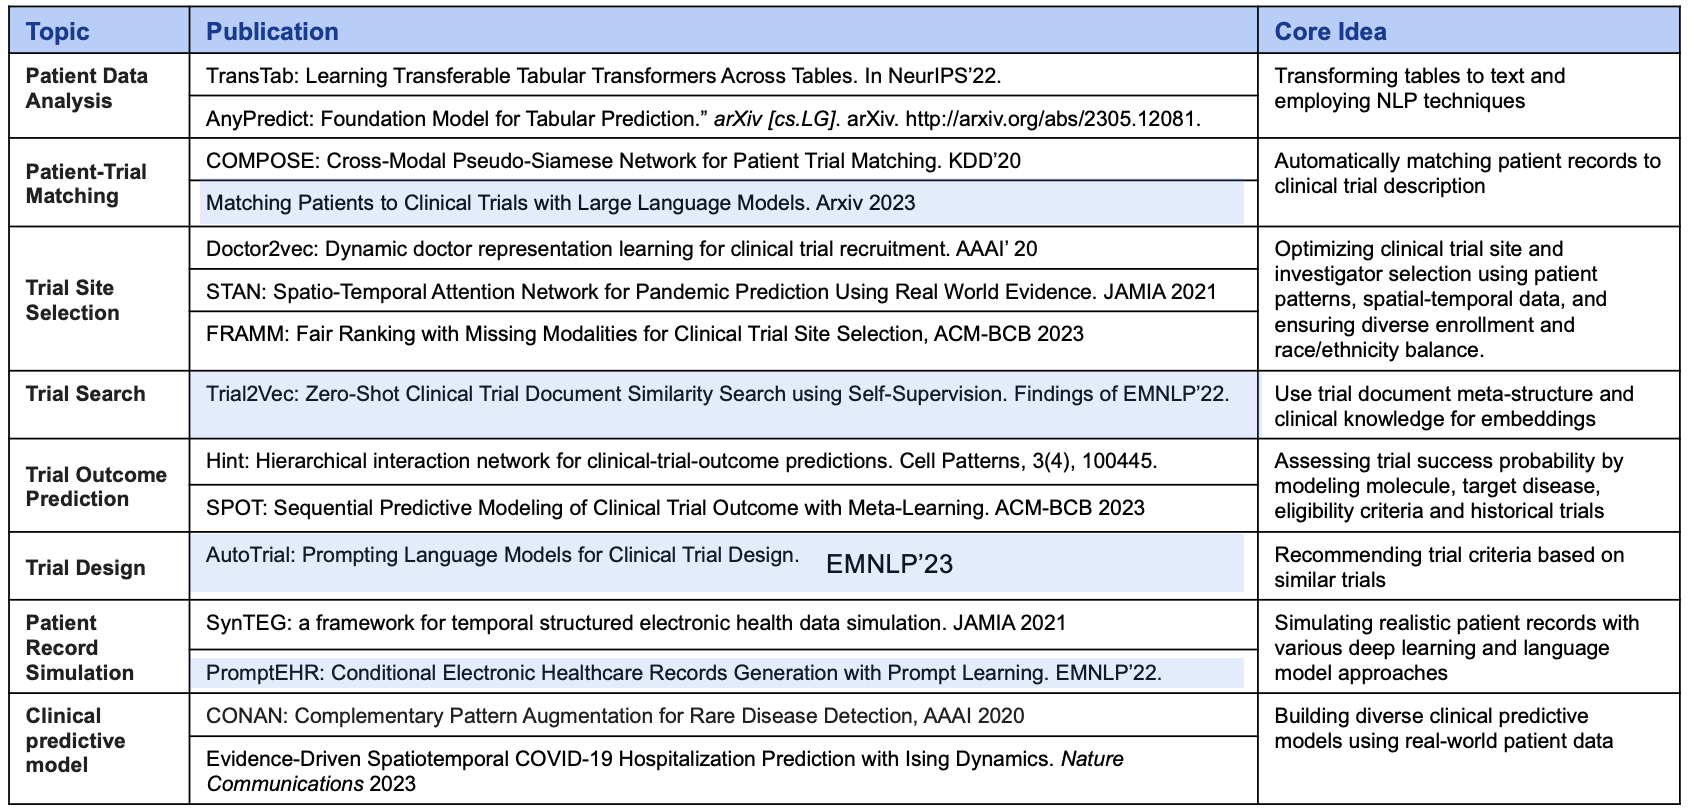 Topic
Publication
Core Idea
Patient Data
Analysis
TransTab: Learning Transferable Tabular Transformers Across Tables. In NeurIPS’22.
AnyPredict: Foundation Model for Tabular Prediction.” arXiv [cs.LG]. arXiv. http://arxiv.org/abs/2305.12081.
Transforming tables to text and
employing NLP techniques
Patient-Trial
Matching
COMPOSE: Cross-Modal Pseudo-Siamese Network for Patient Trial Matching. KDD’20
Matching Patients to Clinical Trials with Large Language Models. Arxiv 2023
Automatically matching patient records to
clinical trial description
Trial Site
Selection
Doctor2vec: Dynamic doctor representation learning for clinical trial recruitment. AAAI’ 20
STAN: Spatio-Temporal Attention Network for Pandemic Prediction Using Real World Evidence. JAMIA 2021
FRAMM: Fair Ranking with Missing Modalities for Clinical Trial Site Selection, ACM-BCB 2023
Optimizing clinical trial site and
investigator selection using patient
patterns, spatial-temporal data, and
ensuring diverse enrollment and
race/ethnicity balance.
Trial Search
Trial2Vec: Zero-Shot Clinical Trial Document Similarity Search using Self-Supervision. Findings of EMNLP’22.
Use trial document meta-structure and
clinical knowledge for embeddings
Trial Outcome
Prediction
Hint: Hierarchical interaction network for clinical-trial-outcome predictions. Cell Patterns, 3(4), 100445.
SPOT: Sequential Predictive Modeling of Clinical Trial Outcome with Meta-Learning. ACM-BCB 2023
Assessing trial success probability by
modeling molecule, target disease,
eligibility criteria and historical trials
Trial Design
AutoTrial: Prompting Language Models for Clinical Trial Design. EMNLP’23
Recommending trial criteria based on
similar trials
Patient
Record
Simulation
SynTEG: a framework for temporal structured electronic health data simulation. JAMIA 2021
PromptEHR: Conditional Electronic Healthcare Records Generation with Prompt Learning. EMNLP’22.
Simulating realistic patient records with
various deep learning and language
model approaches
Clinical
predictive
model
CONAN: Complementary Pattern Augmentation for Rare Disease Detection, AAAI 2020
Evidence-Driven Spatiotemporal COVID-19 Hospitalization Prediction with Ising Dynamics. Nature
Communications 2023
Building diverse clinical predictive
models using real-world patient data